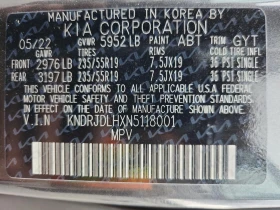 MANUFACTURED IN KOREA BY
KIA CORPORATION
05/22 GVWR 5952LB PAINT ABT TRIM GYT
GAWR TIRES RIMS COLD TIRE INFL
FRONT 2976LB 235/55R19 7.5JX19 36 PSI SINGLE
GAWR
REAR 3197LB 235/55R19 7.5JX19 36 PSI SINGLE
THIS VEHICLE CONFORMS TO ALL APPLICABLE U.S.A FEDERAL
MOTOR VEHICLE SAFETY AND THEFT PREVENTION STANDARDS IN
EFFECT ON THE DATE OF MANUFACTURE SHOWN ABOVE.
V.I.N KNDRJDLHXN5118001
MPV